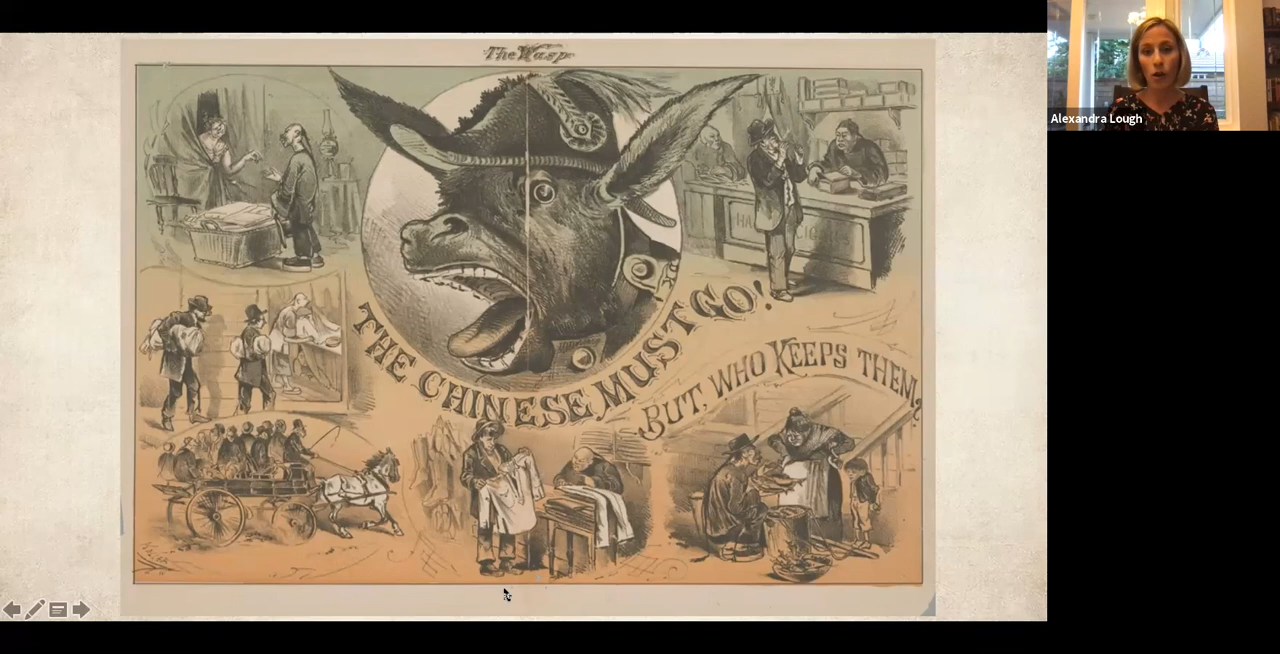 The Wasp
Alexandra Lough
THE CHINESE MUST GO!
BUT, WHO KEEPS THEM?